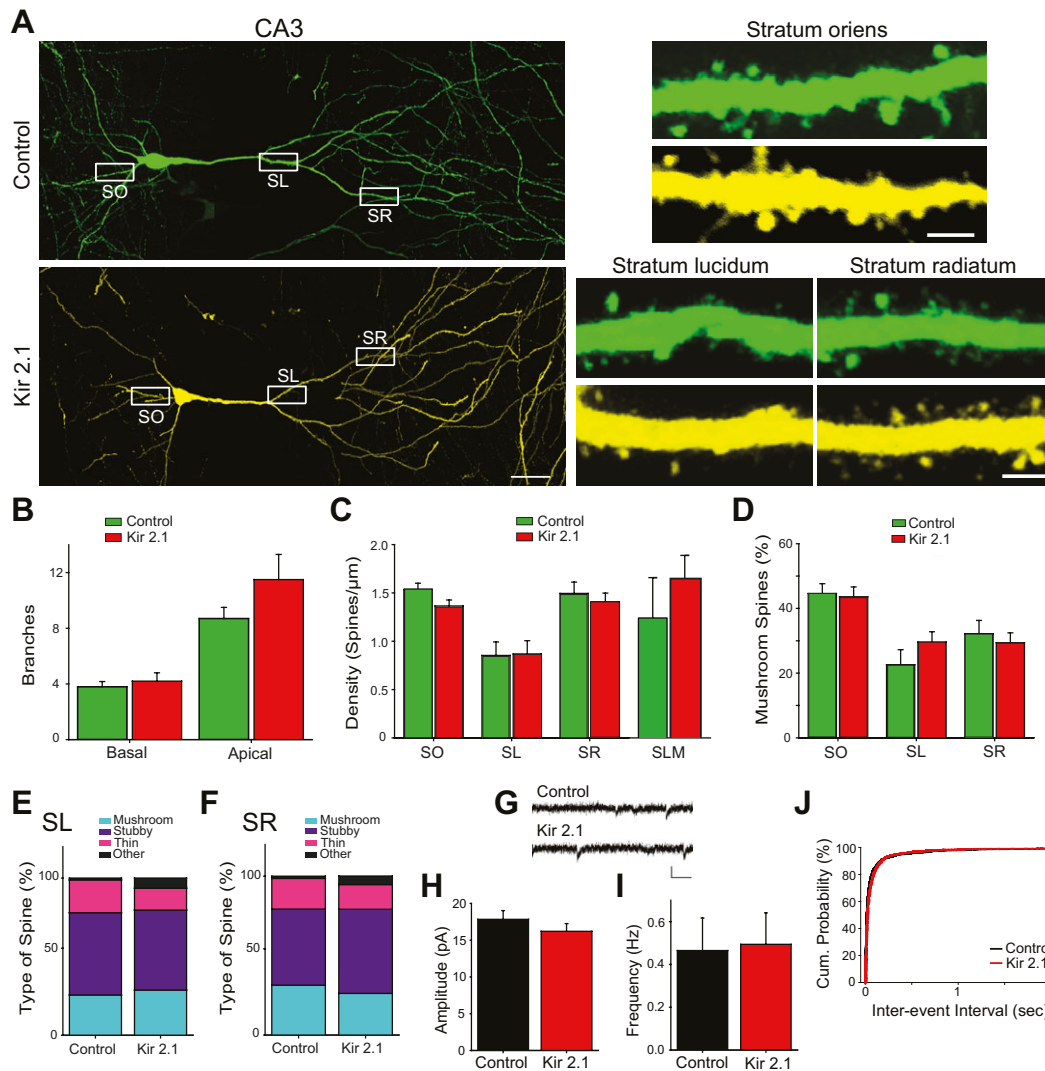 A
CA3
Stratum oriens
Control
SO
SL
SR
Stratum lucidum
Stratum radiatum
Kir 2.1
SO
SL
SR
B
Control
Kir 2.1
Branches
12
8
4
0
Basal
Apical
C
Control
Kir 2.1
Density (Spines/μm)
2.0
1.5
1.0
0.5
0
SO
SL
SR
SLM
D
Control
Kir 2.1
Mushroom Spines (%)
60
40
20
0
SO
SL
SR
E
SL
Mushroom
Stubby
Thin
Other
Type of Spine (%)
100
50
0
Control
Kir 2.1
F
SR
Mushroom
Stubby
Thin
Other
Type of Spine (%)
100
50
0
Control
Kir 2.1
G
Control
Kir 2.1
H
Amplitude (pA)
20
15
10
5
0
Control
Kir 2.1
I
Frequency (Hz)
0.6
0.4
0.2
0.0
Control
Kir 2.1
J
Cum. Probability (%)
100
80
60
40
20
0
0
1
Control
Kir 2.1
Inter-event Interval (sec)